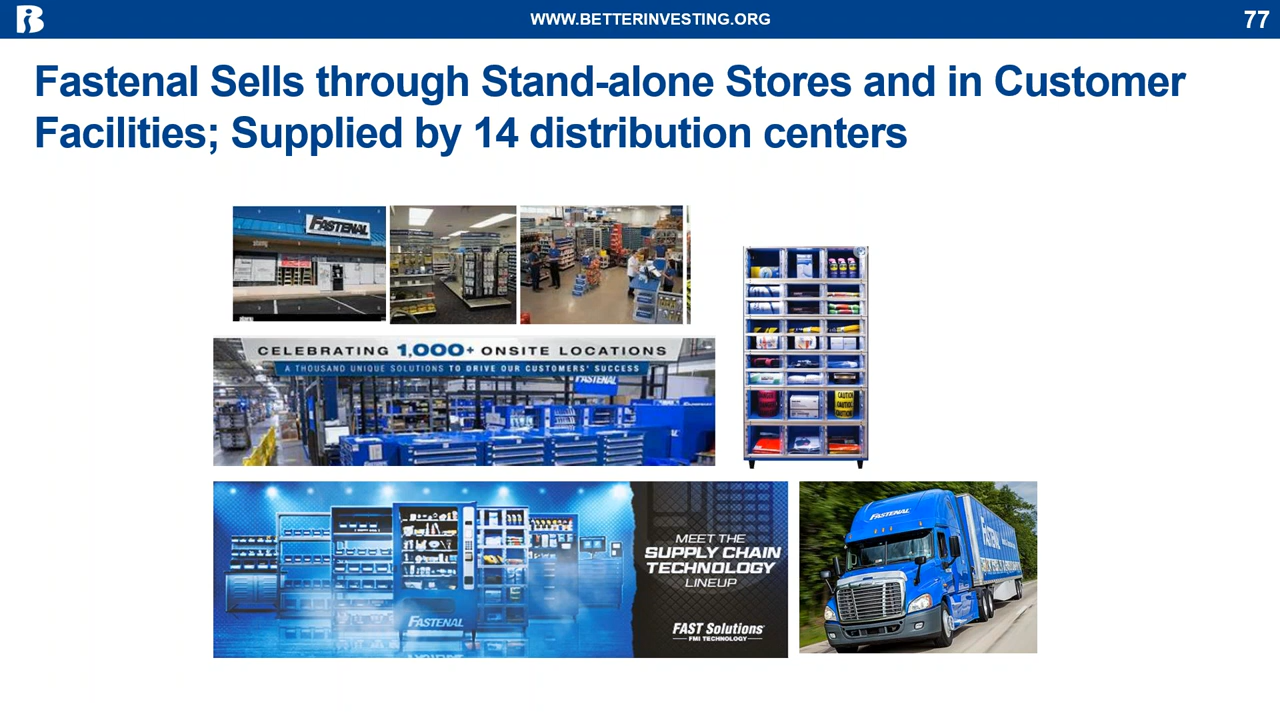 WWW.BETTERINVESTING.ORG
77
Fastenal Sells through Stand-alone Stores and in Customer
Facilities; Supplied by 14 distribution centers
FASTENAL
CELEBRATING 1,000+ ONSITE LOCATIONS
A THOUSAND UNIQUE SOLUTIONS TO DRIVE OUR CUSTOMERS' SUCCESS
FASTENAL
CAUTION
CAUTION
MEET THE
SUPPLY CHAIN
TECHNOLOGY
LINEUP
FASTENAL
FAST Solutions
FMI TECHNOLOGY
FASTENAL